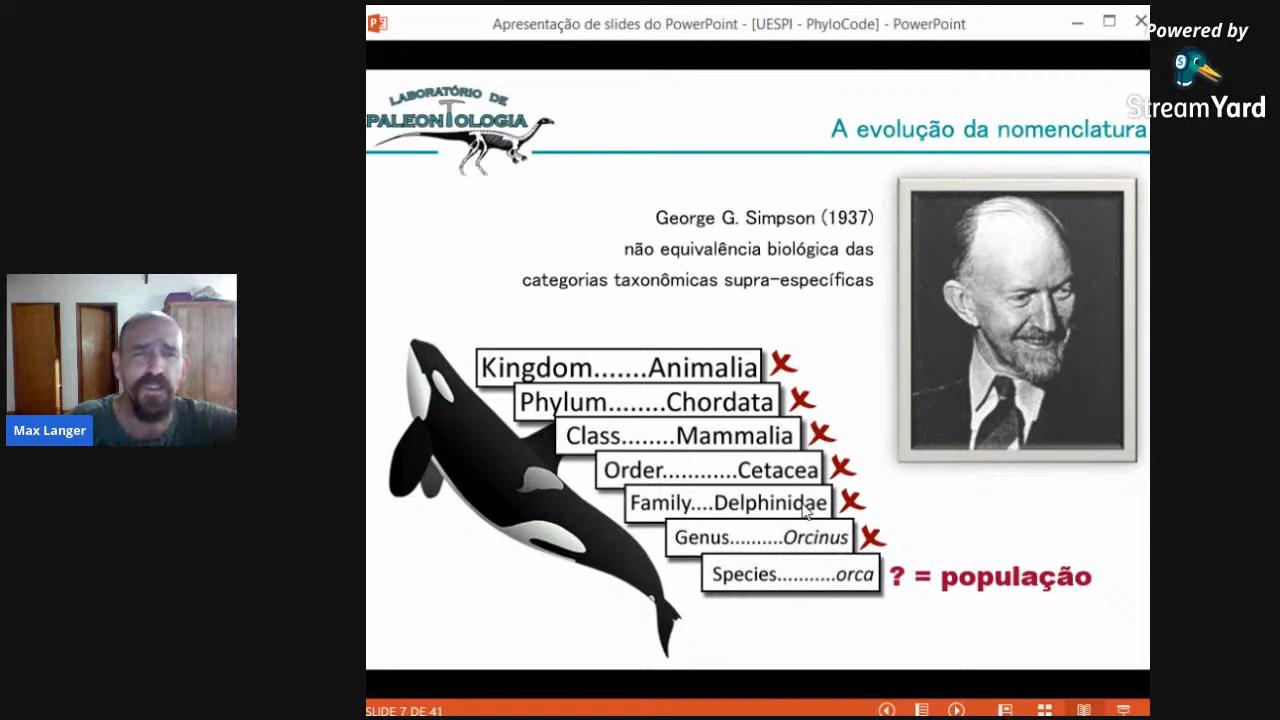 Apresentação de slides do PowerPoint - [UESPI - PhyloCode] - PowerPoint
Powered by
StreamYard
LABORATÓRIO DE
PALEONTOLOGIA
A evolução da nomenclatura
George G. Simpson (1937)
não equivalência biológica das
categorias taxonômicas supra-específicas
Kingdom.......Animalia
Phylum........Chordata
Class........Mammalia
Order............Cetacea
Family....Delphinidae
Genus..........Orcinus
Species...........orca
? = população
Max Langer
SLIDE 7 DE 41